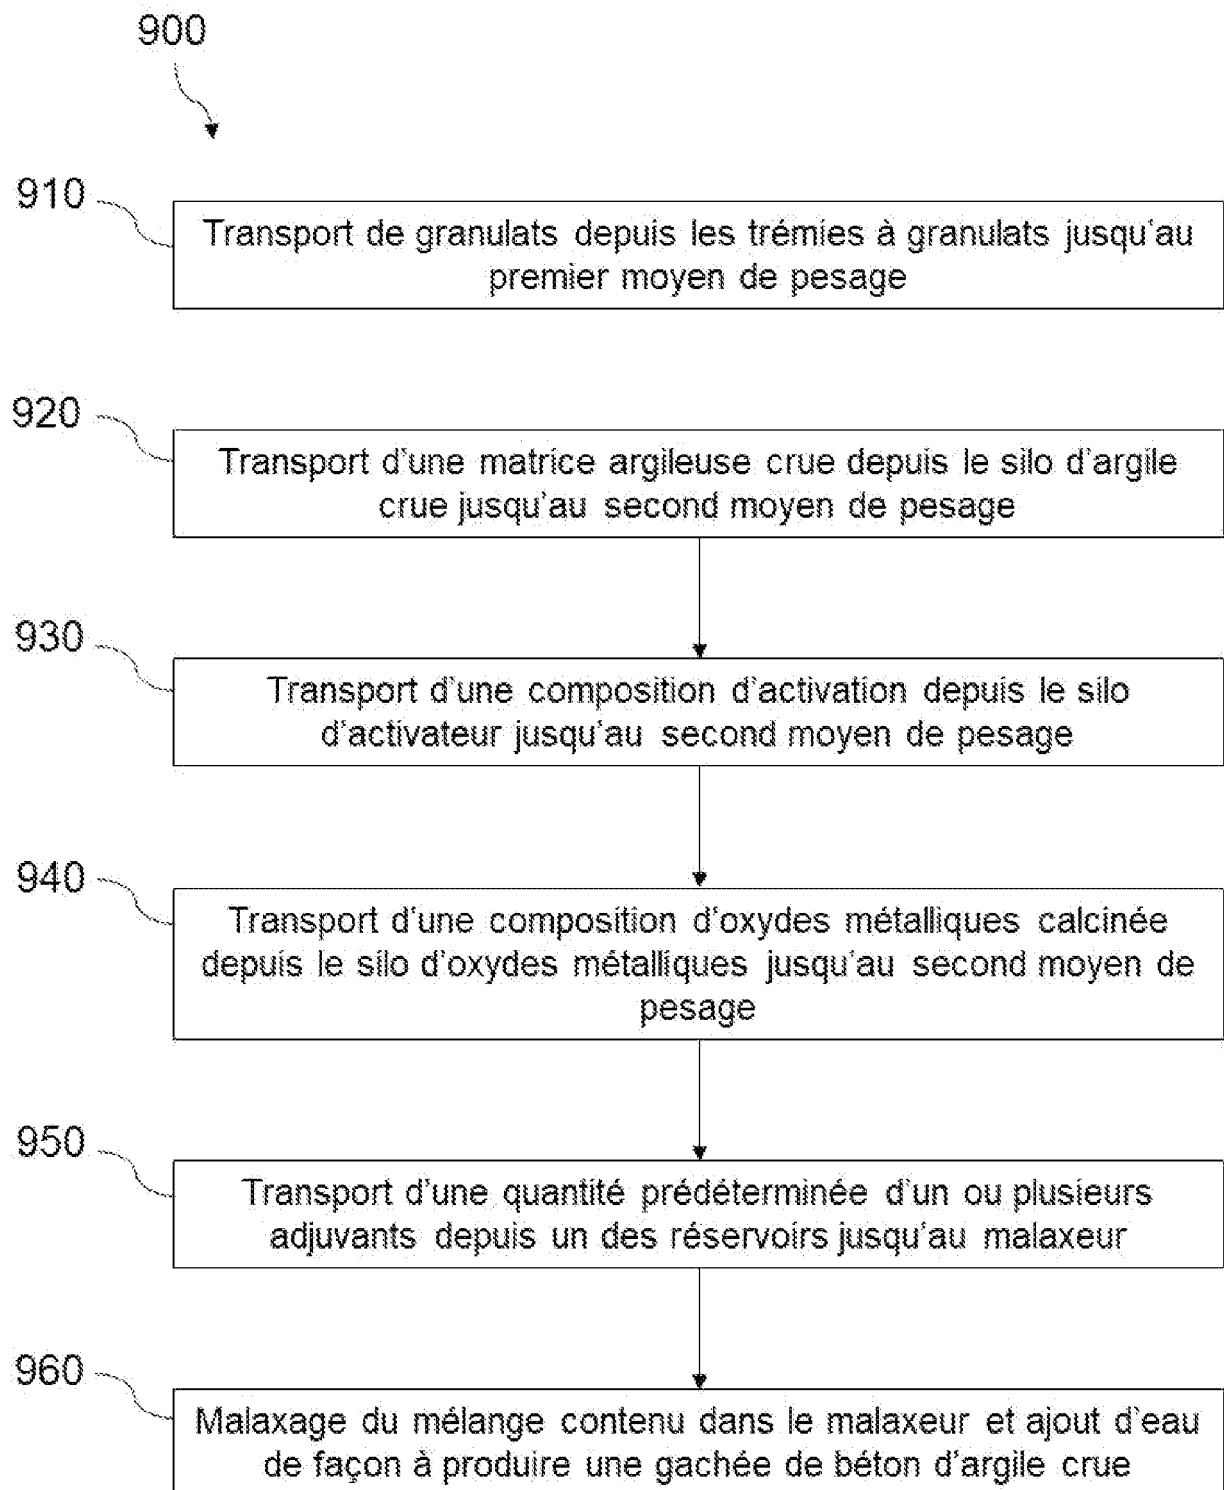 900
910
Transport de granulats depuis les trémies à granulats jusqu'au
premier moyen de pesage
920
Transport d'une matrice argileuse crue depuis le silo d'argile
crue jusqu'au second moyen de pesage
930
Transport d'une composition d'activation depuis le silo
d'activateur jusqu'au second moyen de pesage
940
Transport d'une composition d'oxydes métalliques calcinée
depuis le silo d'oxydes métalliques jusqu'au second moyen de
pesage
950
Transport d'une quantité prédéterminée d'un ou plusieurs
adjuvants depuis un des réservoirs jusqu'au malaxeur
960
Malaxage du mélange contenu dans le malaxeur et ajout d'eau
de façon à produire une gachée de béton d'argile crue